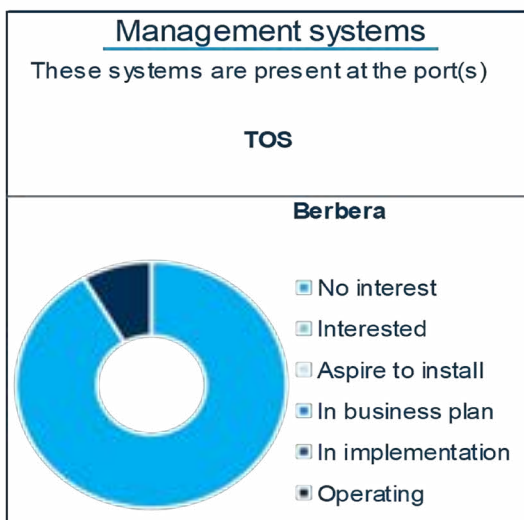 Management systems
These systems are present at the port(s)
TOS
Berbera
No interest
Interested
Aspire to install
In business plan
In implementation
Operating